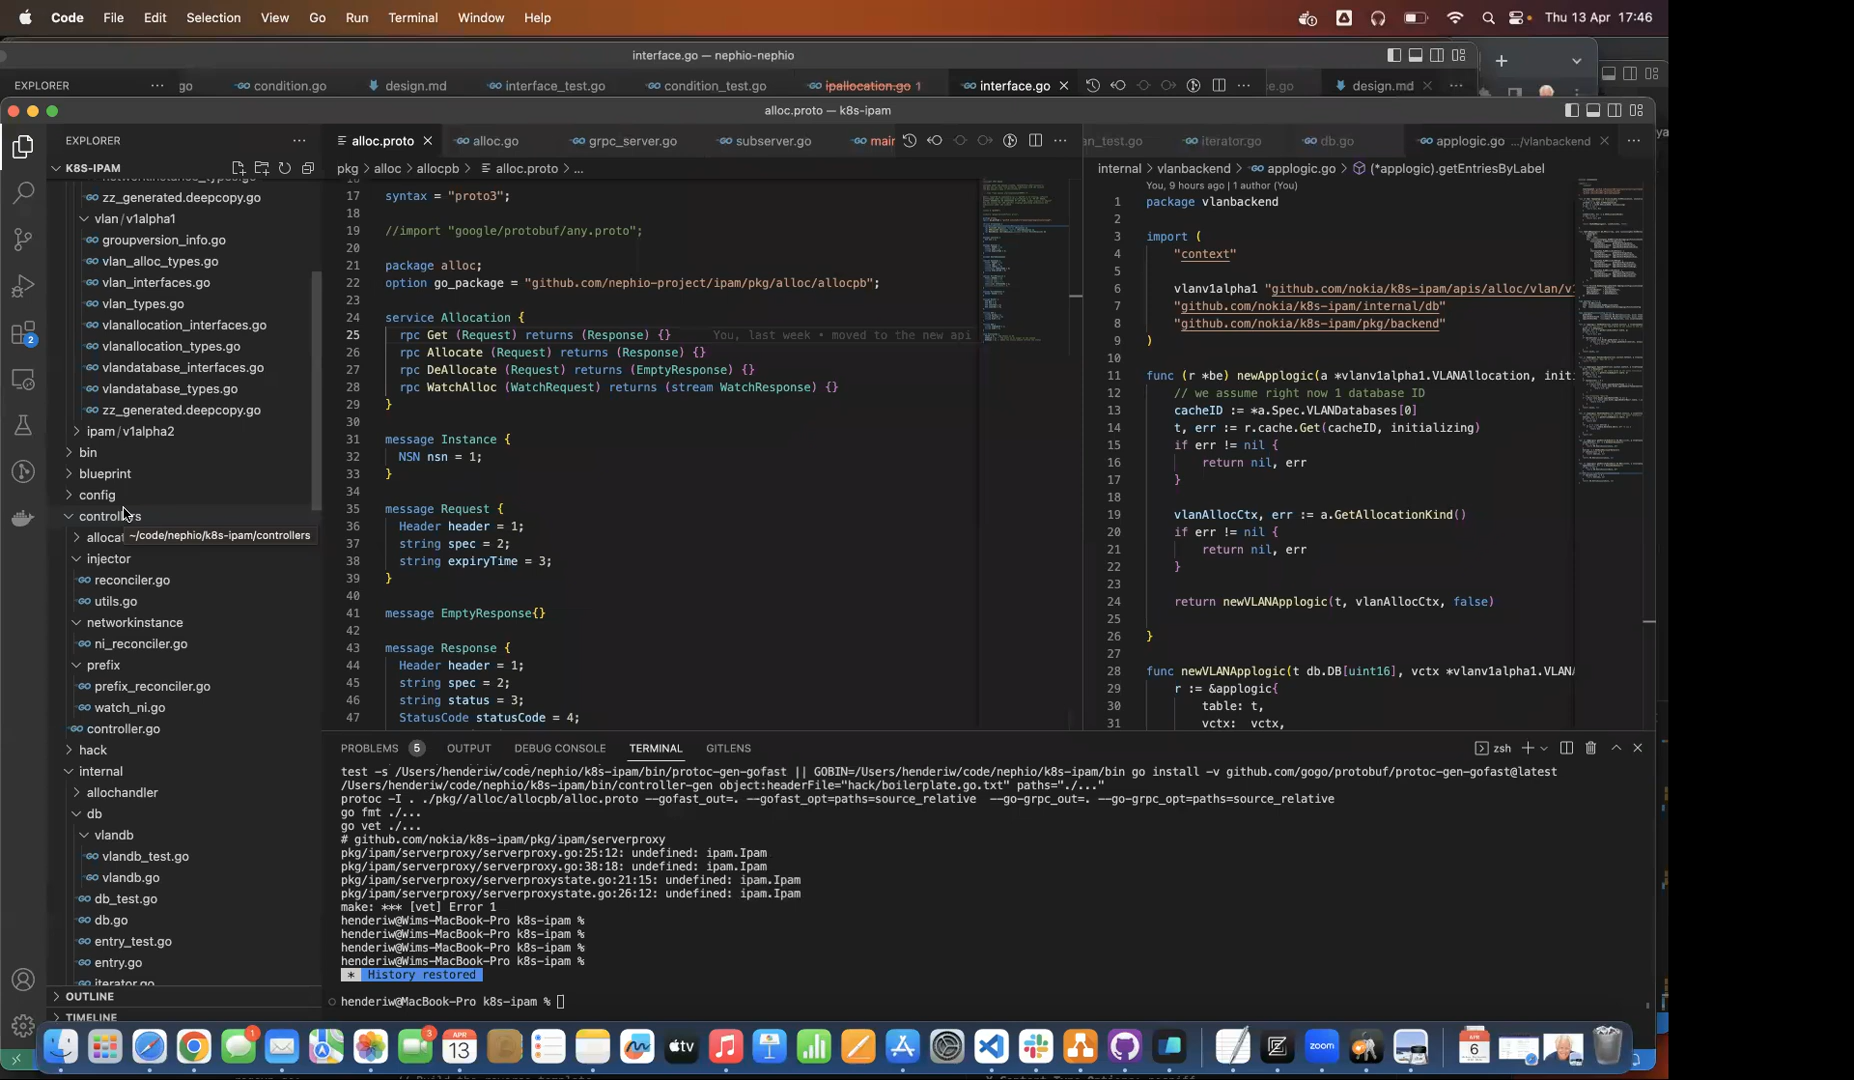 Code File Edit Selection View Go Run Terminal Window Help Thu 13 Apr 17:46
interface.go — nephio-nephio
EXPLORER ··· go condition.go design.md interface_test.go condition_test.go ipallocation.go 1 interface.go design.md
alloc.proto — k8s-ipam
EXPLORER
K8S-IPAM
zz_generated.deepcopy.go
vlan / v1alpha1
groupversion_info.go
vlan_alloc_types.go
vlan_interfaces.go
vlan_types.go
vlanallocation_interfaces.go
vlanallocation_types.go
vlandatabase_interfaces.go
vlandatabase_types.go
zz_generated.deepcopy.go
ipam / v1alpha2
bin
blueprint
config
controllers
~/code/nephio/k8s-ipam/controllers
injector
reconciler.go
utils.go
networkinstance
ni_reconciler.go
prefix
prefix_reconciler.go
watch_ni.go
controller.go
hack
internal
allochandler
db
vlandb
vlandb_test.go
vlandb.go
db_test.go
db.go
entry_test.go
entry.go
iterator.go
OUTLINE
TIMELINE
2
alloc.proto alloc.go grpc_server.go subserver.go main
pkg > alloc > allocpb > alloc.proto > ...
17 syntax = "proto3";
18
19 //import "google/protobuf/any.proto";
20
21 package alloc;
22 option go_package = "github.com/nephio-project/ipam/pkg/alloc/allocpb";
23
24 service Allocation {
25 rpc Get (Request) returns (Response) {} You, last week • moved to the new api
26 rpc Allocate (Request) returns (Response) {}
27 rpc DeAllocate (Request) returns (EmptyResponse) {}
28 rpc WatchAlloc (WatchRequest) returns (stream WatchResponse) {}
29 }
30
31 message Instance {
32 NSN nsn = 1;
33 }
34
35 message Request {
36 Header header = 1;
37 string spec = 2;
38 string expiryTime = 3;
39 }
40
41 message EmptyResponse{}
42
43 message Response {
44 Header header = 1;
45 string spec = 2;
46 string status = 3;
47 StatusCode statusCode = 4;
an_test.go iterator.go db.go applogic.go .../vlanbackend
internal > vlanbackend > applogic.go > (*applogic).getEntriesByLabel
You, 9 hours ago | 1 author (You)
1 package vlanbackend
2
3 import (
4 "context"
5
6 vlanv1alpha1 "github.com/nokia/k8s-ipam/apis/alloc/vlan/v1
7 "github.com/nokia/k8s-ipam/internal/db"
8 "github.com/nokia/k8s-ipam/pkg/backend"
9 )
10
11 func (r *be) newApplogic(a *vlanv1alpha1.VLANAllocation, initi
12 // we assume right now 1 database ID
13 cacheID := *a.Spec.VLANDatabases[0]
14 t, err := r.cache.Get(cacheID, initializing)
15 if err != nil {
16 return nil, err
17 }
18
19 vlanAllocCtx, err := a.GetAllocationKind()
20 if err != nil {
21 return nil, err
22 }
23
24 return newVLANApplogic(t, vlanAllocCtx, false)
25
26 }
27
28 func newVLANApplogic(t db.DB[uint16], vctx *vlanv1alpha1.VLANA
29 r := &applogic{
30 table: t,
31 vctx: vctx,
PROBLEMS 5 OUTPUT DEBUG CONSOLE TERMINAL GITLENS zsh
test -s /Users/henderiw/code/nephio/k8s-ipam/bin/protoc-gen-gofast || GOBIN=/Users/henderiw/code/nephio/k8s-ipam/bin go install -v github.com/gogo/protobuf/protoc-gen-gofast@latest
/Users/henderiw/code/nephio/k8s-ipam/bin/controller-gen object:headerFile="hack/boilerplate.go.txt" paths="./..."
protoc -I . ./pkg//alloc/allocpb/alloc.proto --gofast_out=. --gofast_opt=paths=source_relative --go-grpc_out=. --go-grpc_opt=paths=source_relative
go fmt ./...
go vet ./...
# github.com/nokia/k8s-ipam/pkg/ipam/serverproxy
pkg/ipam/serverproxy/serverproxy.go:25:12: undefined: ipam.Ipam
pkg/ipam/serverproxy/serverproxy.go:38:18: undefined: ipam.Ipam
pkg/ipam/serverproxy/serverproxystate.go:21:15: undefined: ipam.Ipam
pkg/ipam/serverproxy/serverproxystate.go:26:12: undefined: ipam.Ipam
make: *** [vet] Error 1
henderiw@Wims-MacBook-Pro k8s-ipam %
henderiw@Wims-MacBook-Pro k8s-ipam %
henderiw@Wims-MacBook-Pro k8s-ipam %
henderiw@Wims-MacBook-Pro k8s-ipam %
* History restored
henderiw@MacBook-Pro k8s-ipam %
1 3 APR 13 tv zoom 6